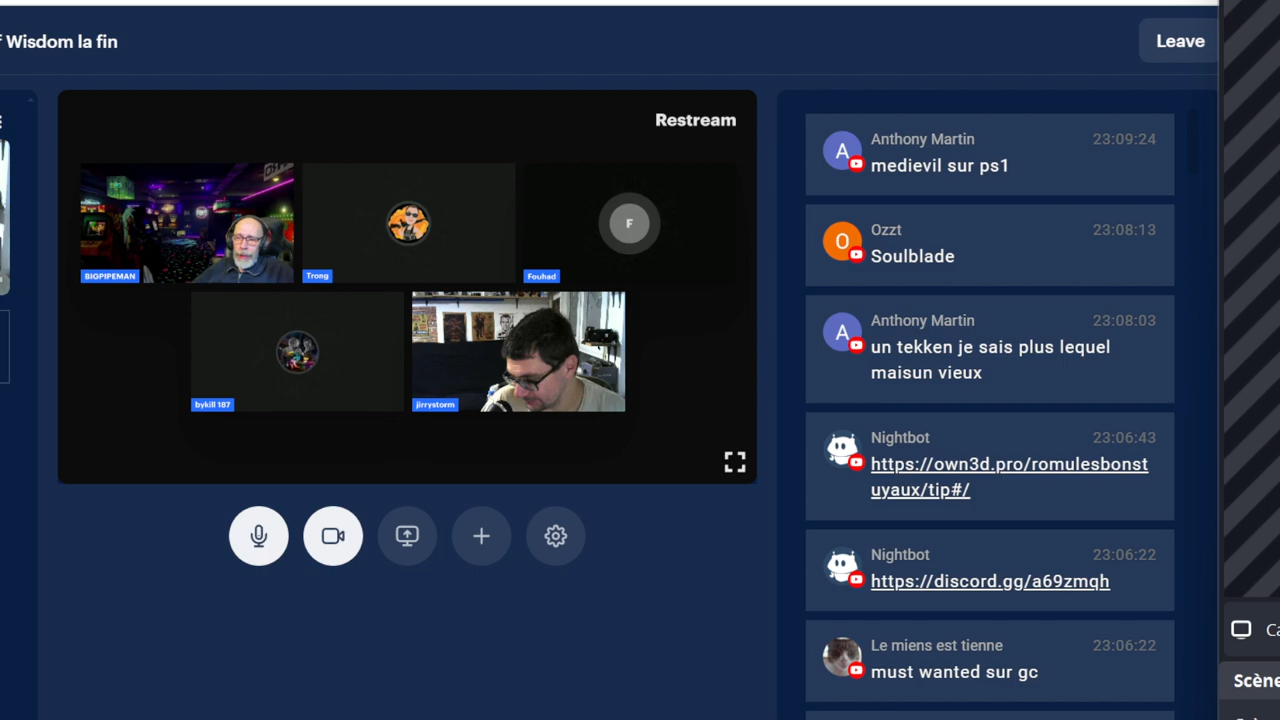 f Wisdom la fin
Leave
Restream
BIGPIPEMAN
Trong
F
Fouhad
bykill 187
jirrystorm
A
Anthony Martin
23:09:24
medievil sur ps1
O
Ozzt
23:08:13
Soulblade
A
Anthony Martin
23:08:03
un tekken je sais plus lequel
maisun vieux
Nightbot
23:06:43
https://own3d.pro/romulesbonst
uyaux/tip#/
Nightbot
23:06:22
https://discord.gg/a69zmqh
Le miens est tienne
23:06:22
must wanted sur gc
Ca
Scène